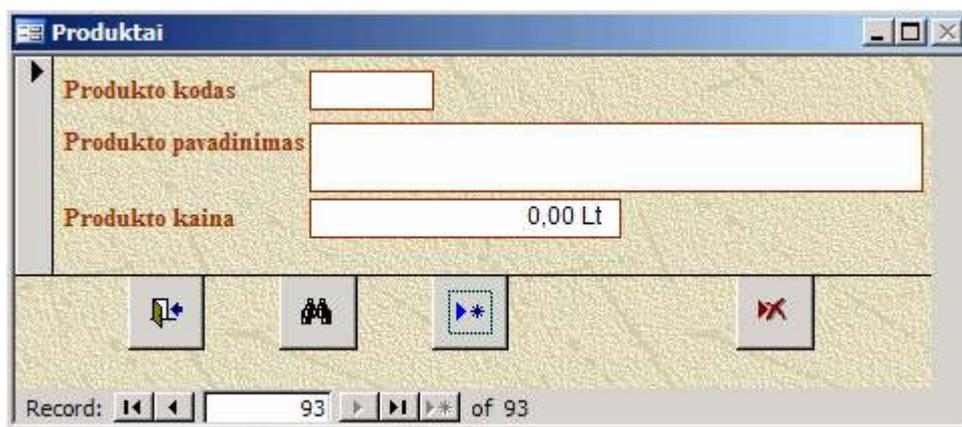 Produktai
Produkto kodas
Produkto pavadinimas
Produkto kaina 0,00 Lt
Record: 93 of 93